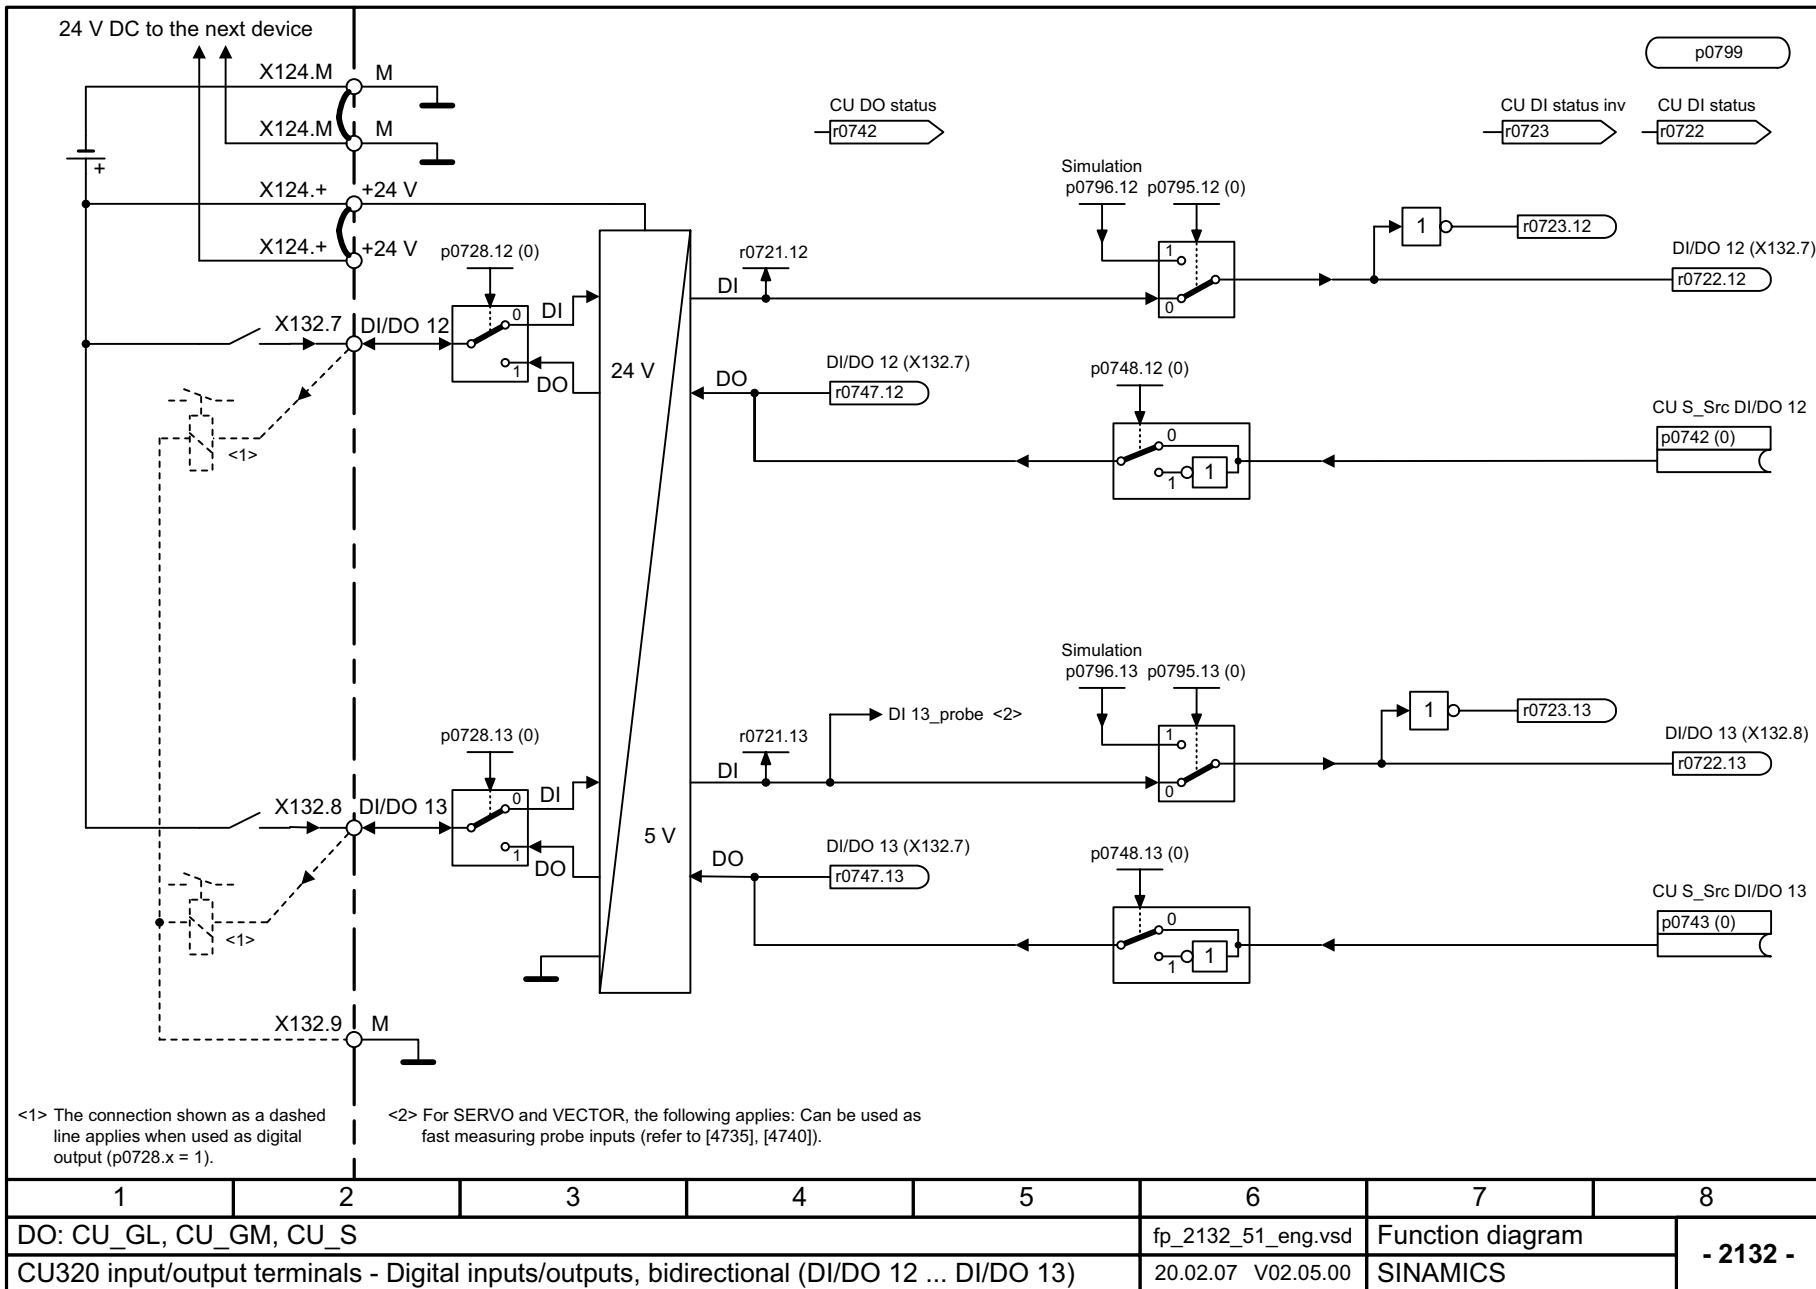 24 V DC to the next device
p0799
X124.M M
X124.M M
+
X124.+ +24 V
X124.+ +24 V
CU DO status
r0742
CU DI status inv
r0723
CU DI status
r0722
Simulation
p0796.12 p0795.12 (0)
1
0
1
r0723.12
DI/DO 12 (X132.7)
r0722.12
p0728.12 (0)
r0721.12
DI
X132.7 DI/DO 12
0
1
DI
DO
24 V
DO
DI/DO 12 (X132.7)
r0747.12
p0748.12 (0)
0
1
1
CU S_Src DI/DO 12
p0742 (0)
<1>
Simulation
p0796.13 p0795.13 (0)
1
0
1
r0723.13
DI/DO 13 (X132.8)
r0722.13
DI 13_probe <2>
p0728.13 (0)
r0721.13
DI
X132.8 DI/DO 13
0
1
DI
DO
5 V
DO
DI/DO 13 (X132.7)
r0747.13
p0748.13 (0)
0
1
1
CU S_Src DI/DO 13
p0743 (0)
<1>
X132.9 M
<1> The connection shown as a dashed
line applies when used as digital
output (p0728.x = 1).
<2> For SERVO and VECTOR, the following applies: Can be used as
fast measuring probe inputs (refer to [4735], [4740]).
1 2 3 4 5 6 7 8
DO: CU_GL, CU_GM, CU_S
fp_2132_51_eng.vsd
Function diagram
- 2132 -
CU320 input/output terminals - Digital inputs/outputs, bidirectional (DI/DO 12 ... DI/DO 13)
20.02.07 V02.05.00
SINAMICS